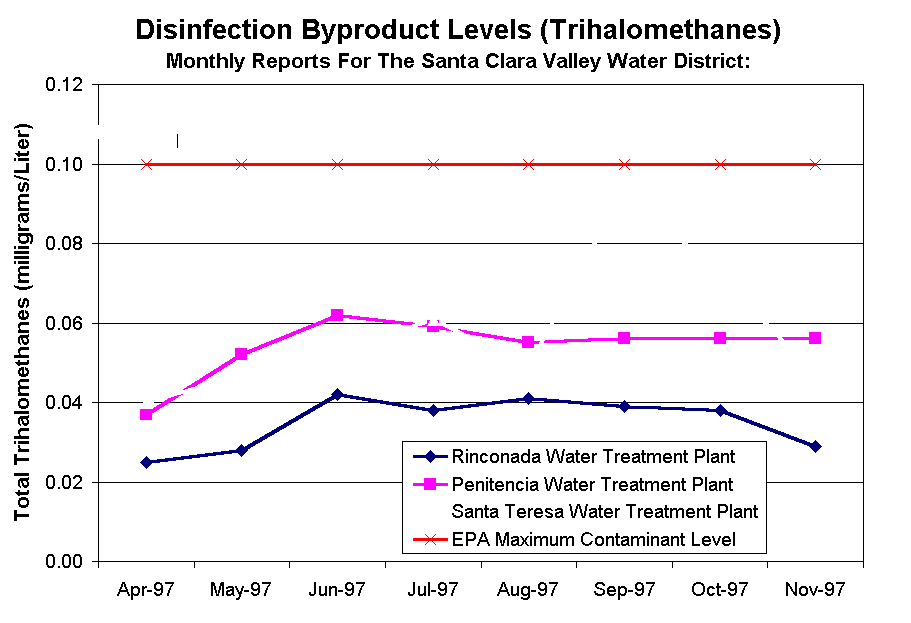 Disinfection Byproduct Levels (Trihalomethanes)
Monthly Reports For The Santa Clara Valley Water District:
Total Trihalomethanes (milligrams/Liter)
0.12
0.10
0.08
0.06
0.04
0.02
0.00
Rinconada Water Treatment Plant
Penitencia Water Treatment Plant
Santa Teresa Water Treatment Plant
EPA Maximum Contaminant Level
Apr-97 May-97 Jun-97 Jul-97 Aug-97 Sep-97 Oct-97 Nov-97